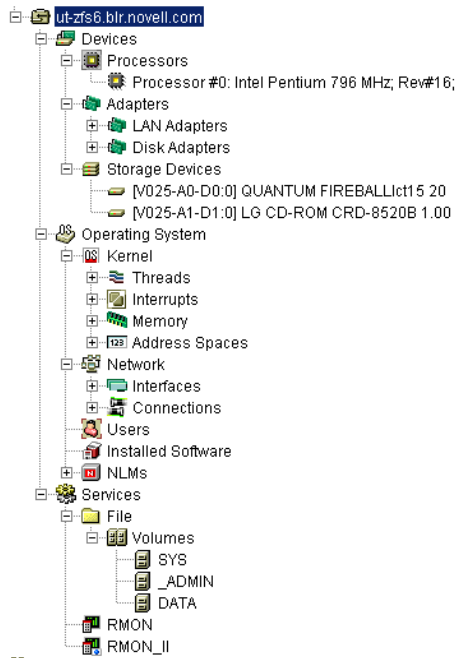 ut-zfs6.blr.novell.com
Devices
Processors
Processor #0: Intel Pentium 796 MHz; Rev#16;
Adapters
LAN Adapters
Disk Adapters
Storage Devices
[V025-A0-D0:0] QUANTUM FIREBALLlct15 20
[V025-A1-D1:0] LG CD-ROM CRD-8520B 1.00
Operating System
Kernel
Threads
Interrupts
Memory
Address Spaces
Network
Interfaces
Connections
Users
Installed Software
NLMs
Services
File
Volumes
SYS
_ADMIN
DATA
RMON
RMON_II